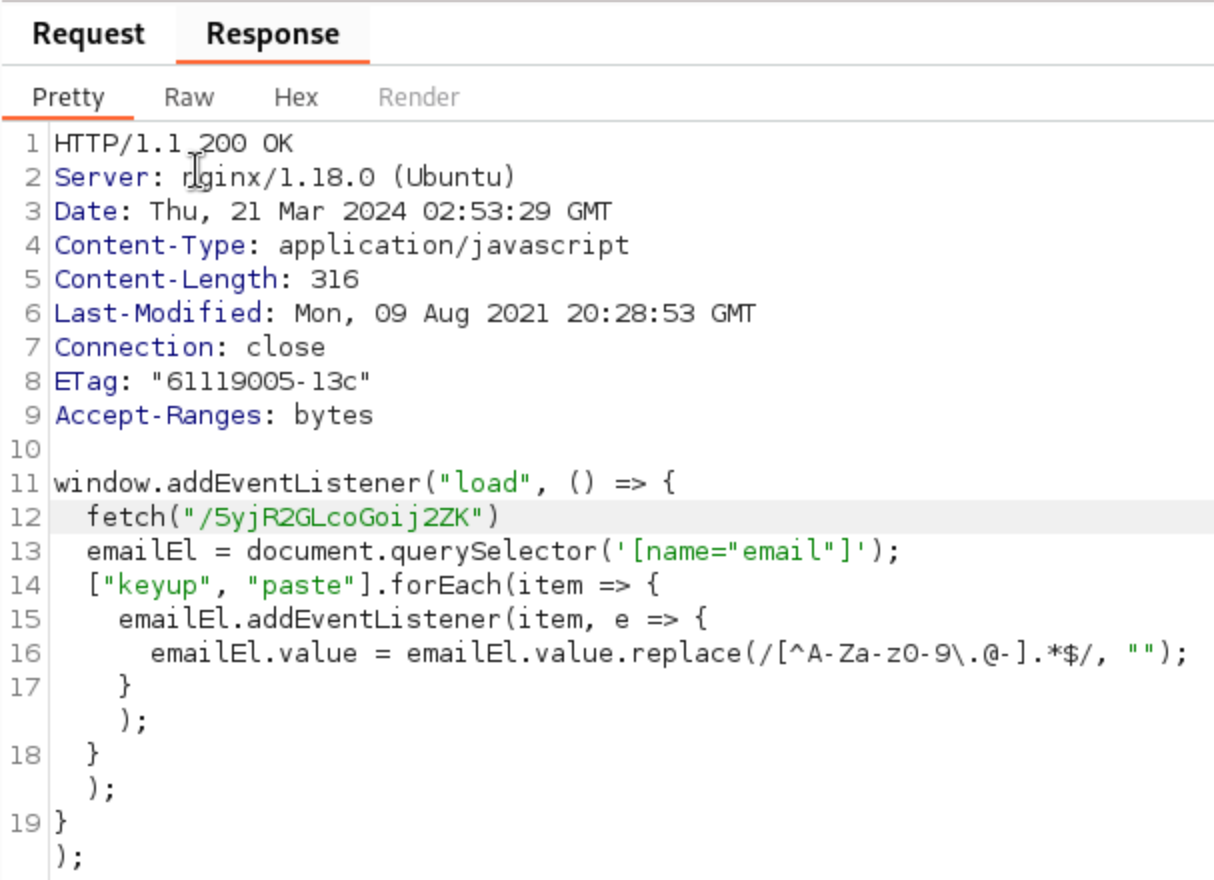 Request Response
Pretty Raw Hex Render
1 HTTP/1.1 200 OK
2 Server: nginx/1.18.0 (Ubuntu)
3 Date: Thu, 21 Mar 2024 02:53:29 GMT
4 Content-Type: application/javascript
5 Content-Length: 316
6 Last-Modified: Mon, 09 Aug 2021 20:28:53 GMT
7 Connection: close
8 ETag: "61119005-13c"
9 Accept-Ranges: bytes
10
11 window.addEventListener("load", () => {
12 fetch("/5yjR2GLcoGoij2ZK")
13 emailEl = document.querySelector('[name="email"]');
14 ["keyup", "paste"].forEach(item => {
15 emailEl.addEventListener(item, e => {
16 emailEl.value = emailEl.value.replace(/[^A-Za-z0-9\.@-].*$/, "");
17 }
);
18 }
);
19 }
);